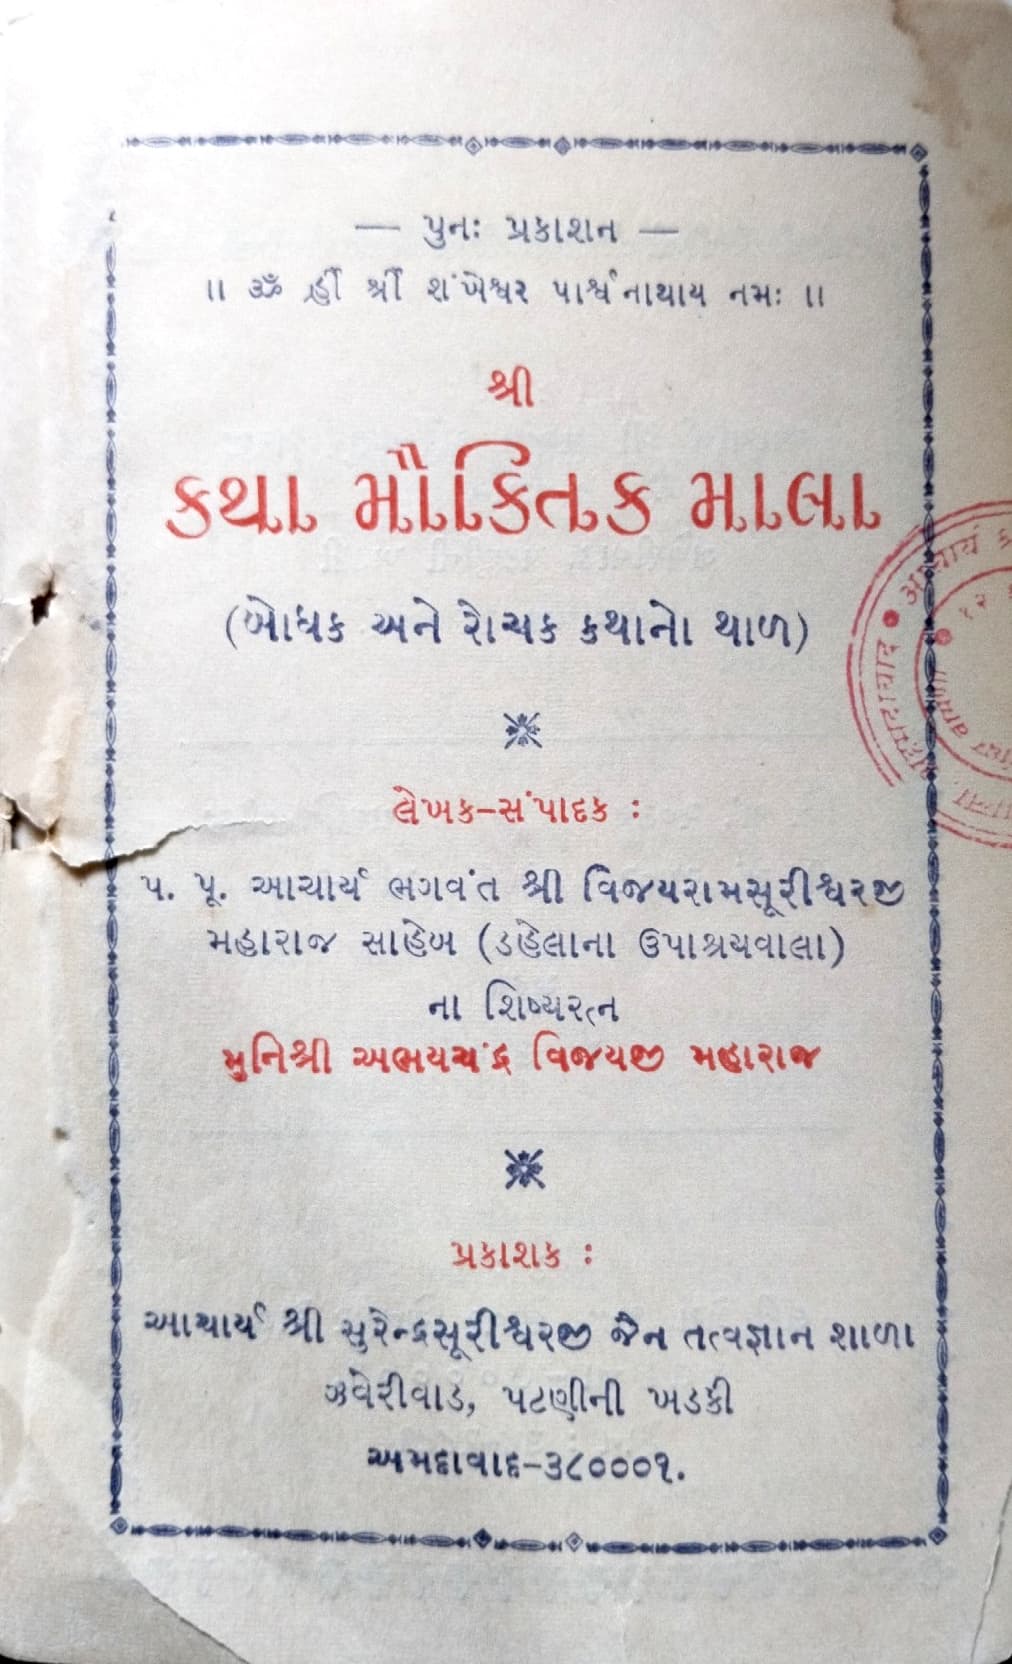 — પુનઃ પ્રકાશન —
॥ ૐ હ્રીઁ શ્રીઁ શંખેશ્વર પાર્શ્વનાથાય નમઃ ॥
શ્રી
કથા મૌક્તિક માલા
(બોધક અને રોચક કથાનો થાળ)
લેખક–સંપાદક :
પ. પૂ. આચાર્ય ભગવંત શ્રી વિજયરામસૂરીશ્વરજી
મહારાજ સાહેબ (ડહેલાના ઉપાશ્રયવાલા)
ના શિષ્યરત્ન
મુનિશ્રી અભયચંદ્ર વિજયજી મહારાજ
પ્રકાશક :
આચાર્ય શ્રી સુરેન્દ્રસૂરીશ્વરજી જૈન તત્વજ્ઞાન શાળા
ઝવેરીવાડ, પટણીની ખડકી
અમદાવાદ–૩૮૦૦૦૧.